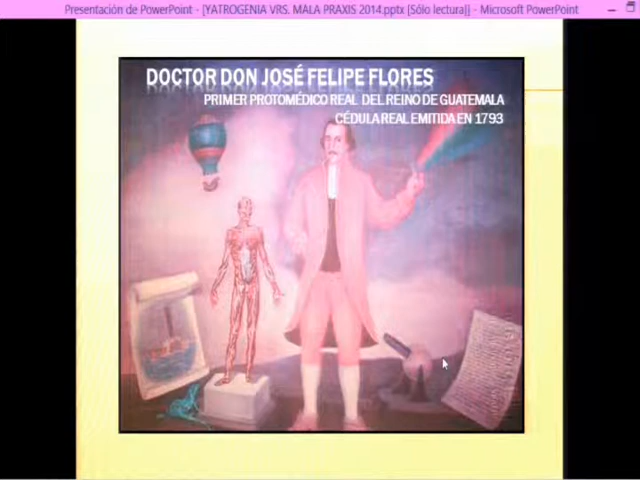 Presentación de PowerPoint - [YATROGENIA VRS. MALA PRAXIS 2014.pptx [Sólo lectura]] - Microsoft PowerPoint
DOCTOR DON JOSÉ FELIPE FLORES
PRIMER PROTOMÉDICO REAL DEL REINO DE GUATEMALA
CÉDULA REAL EMITIDA EN 1793